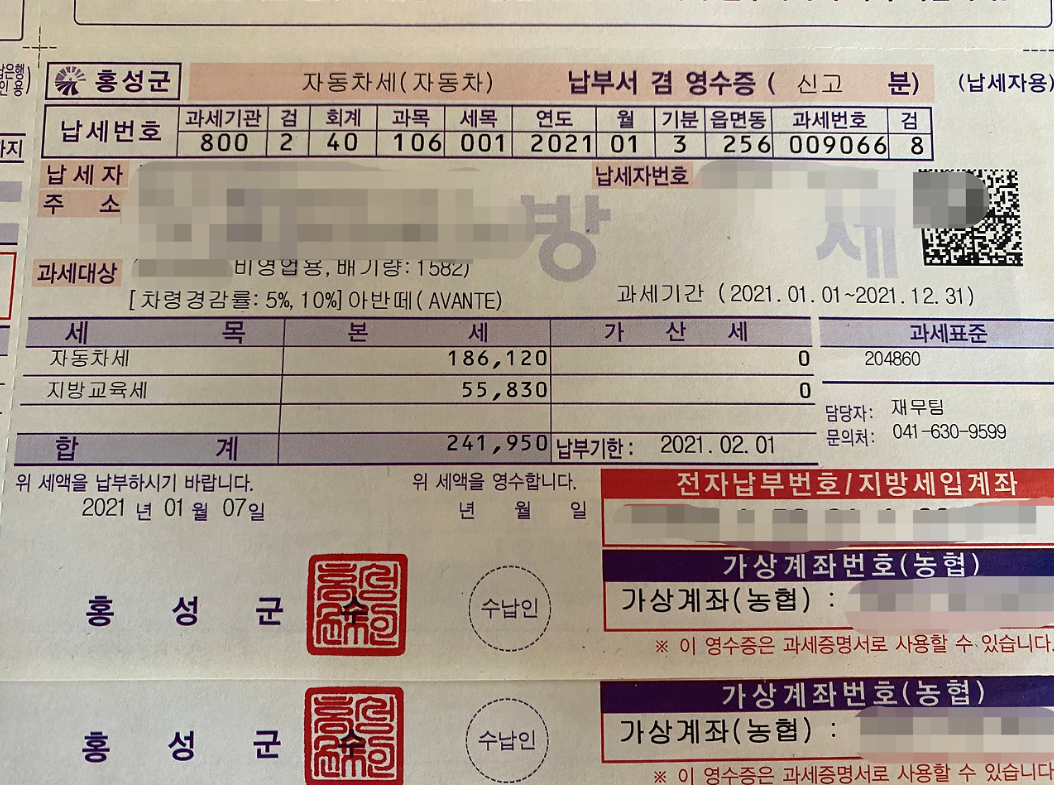 홍성군 자동차세(자동차) 납부서 겸 영수증 ( 신고 분) (납세자용)
납세번호 과세기관 검 회계 과목 세목 연도 월 기분 읍면동 과세번호 검
800 2 40 106 001 2021 01 3 256 009066 8
납 세 자 납세자번호
주 소
방 세
과세대상 비영업용, 배기량: 1582)
[차령경감률: 5%, 10%] 아반떼(AVANTE) 과세기간 (2021.01.01~2021.12.31)
세 목 본 세 가 산 세 과세표준
자동차세 186,120 0 204860
지방교육세 55,830 0
담당자: 재무팀
문의처: 041-630-9599
합 계 241,950 납부기한: 2021.02.01
위 세액을 납부하시기 바랍니다. 위 세액을 영수합니다.
2021 년 01 월 07일 년 월 일
전자납부번호/지방세입계좌
가상계좌번호(농협)
가상계좌(농협) :
홍 성 군 수 수납인
※ 이 영수증은 과세증명서로 사용할 수 있습니다.
가상계좌번호(농협)
가상계좌(농협) :
홍 성 군 수 수납인
※ 이 영수증은 과세증명서로 사용할 수 있습니다.